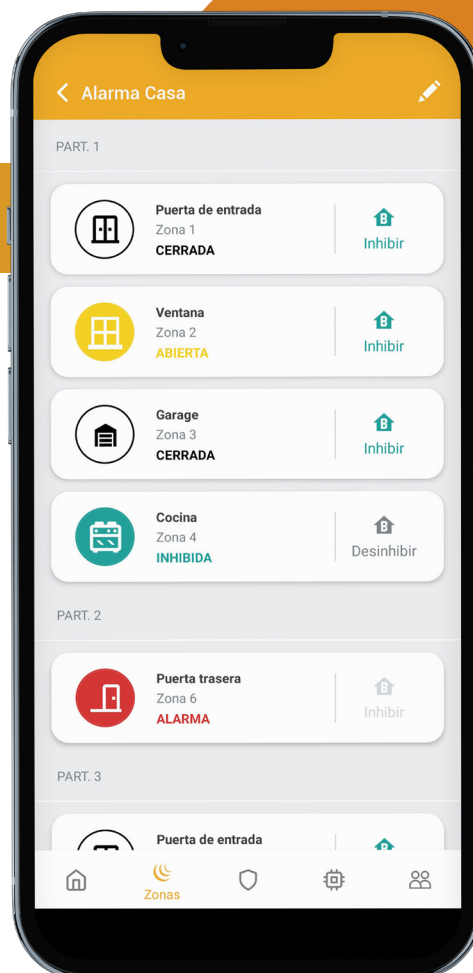 Alarma Casa
PART. 1
Puerta de entrada
Zona 1
CERRADA
Inhibir
Ventana
Zona 2
ABIERTA
Inhibir
Garage
Zona 3
CERRADA
Inhibir
Cocina
Zona 4
INHIBIDA
Desinhibir
PART. 2
Puerta trasera
Zona 6
ALARMA
Inhibir
PART. 3
Puerta de entrada
Zonas